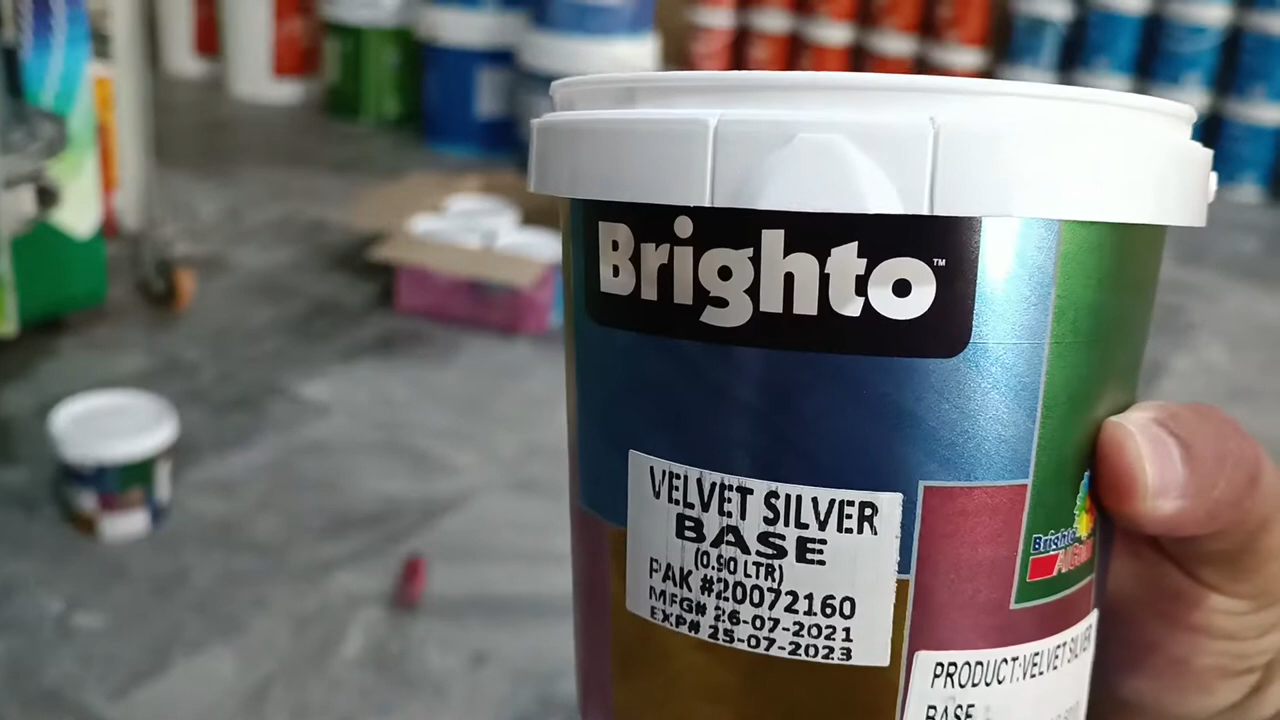 Brighto™
VELVET SILVER
BASE
(0.90 LTR)
PAK #20072160
MFG# 26-07-2021
EXP# 25-07-2023
Brighto
PRODUCT:VELVET SILVER
BASE